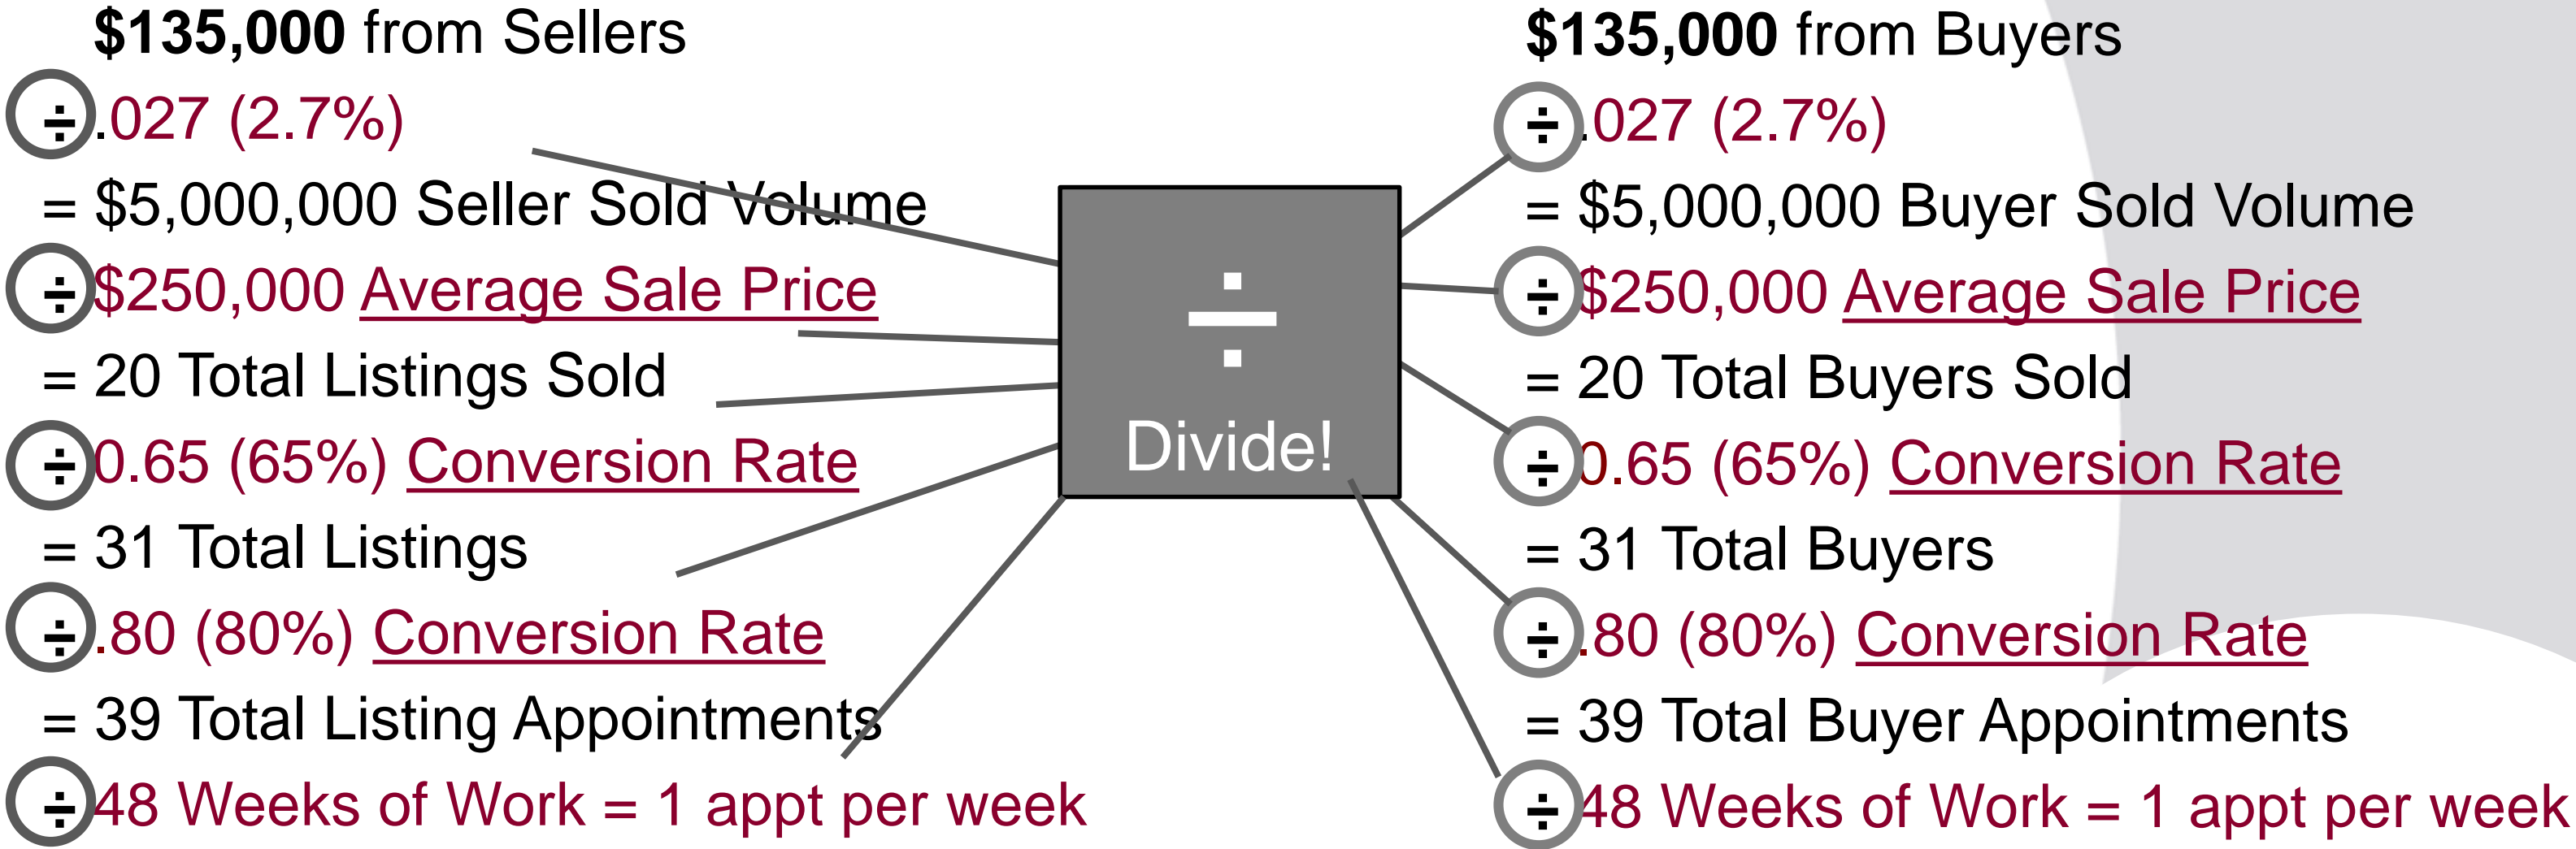 $135,000 from Sellers
÷ .027 (2.7%)
= $5,000,000 Seller Sold Volume
÷ $250,000 Average Sale Price
= 20 Total Listings Sold
÷ 0.65 (65%) Conversion Rate
= 31 Total Listings
÷ .80 (80%) Conversion Rate
= 39 Total Listing Appointments
÷ 48 Weeks of Work = 1 appt per week
÷
Divide!
$135,000 from Buyers
÷ .027 (2.7%)
= $5,000,000 Buyer Sold Volume
÷ $250,000 Average Sale Price
= 20 Total Buyers Sold
÷ 0.65 (65%) Conversion Rate
= 31 Total Buyers
÷ .80 (80%) Conversion Rate
= 39 Total Buyer Appointments
÷ 48 Weeks of Work = 1 appt per week